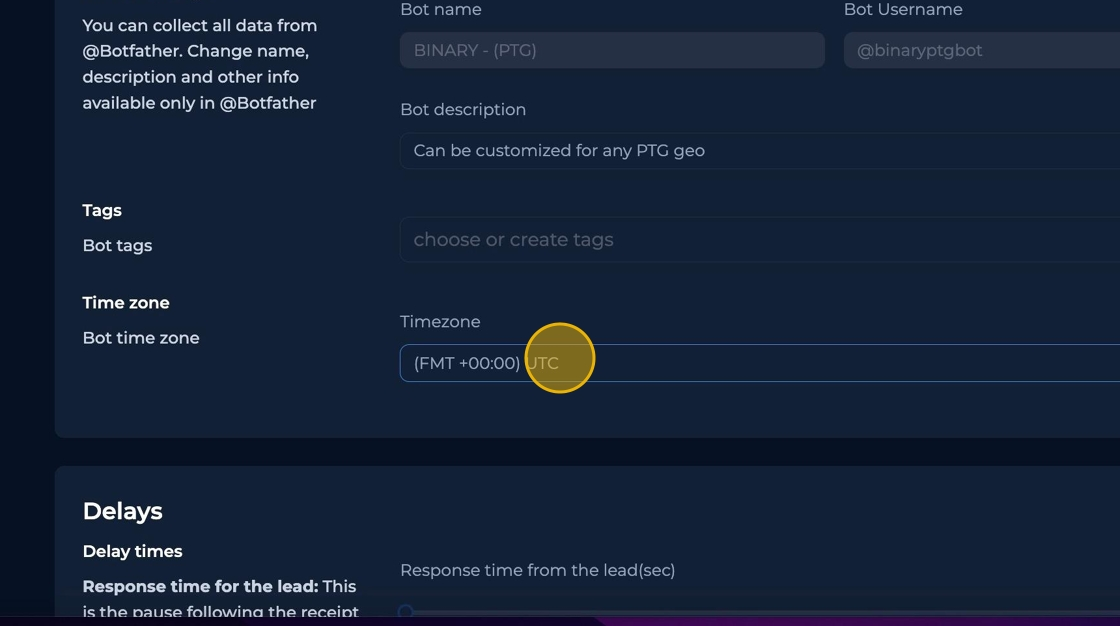 You can collect all data from
@Botfather. Change name,
description and other info
available only in @Botfather
Bot name
BINARY - (PTG)
Bot Username
@binaryptgbot
Bot description
Can be customized for any PTG geo
Tags
Bot tags
choose or create tags
Time zone
Bot time zone
Timezone
(FMT +00:00) UTC
Delays
Delay times
Response time for the lead: This
is the pause following the receipt
Response time from the lead(sec)